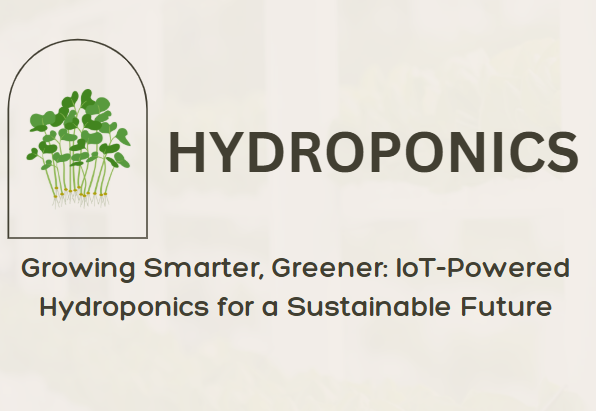 HYDROPONICS
Growing Smarter, Greener: IoT-Powered
Hydroponics for a Sustainable Future